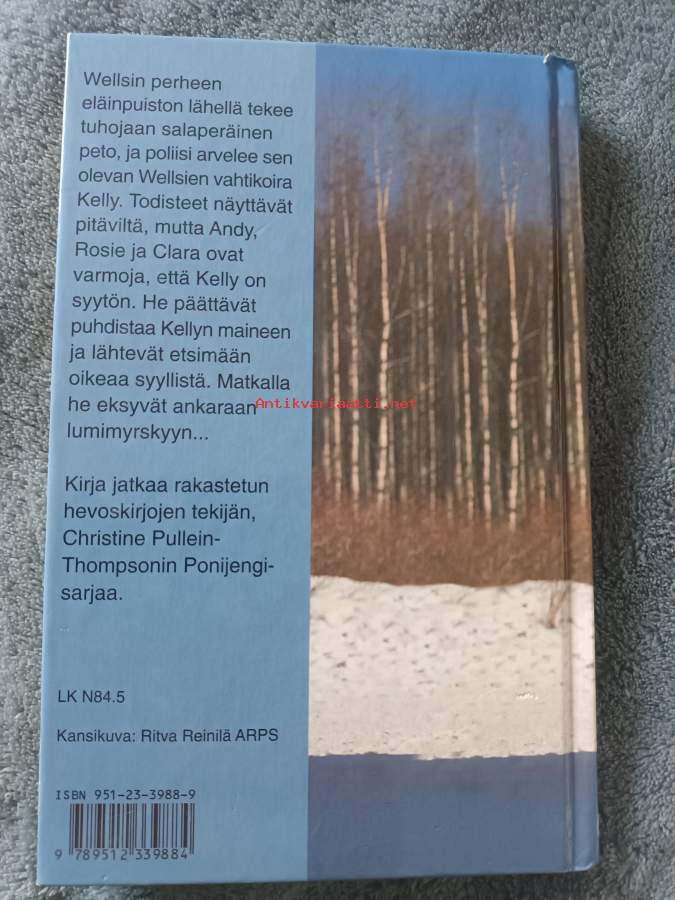 Wellsin perheen
eläinpuiston lähellä tekee
tuhojaan salaperäinen
peto, ja poliisi arvelee sen
olevan Wellsien vahtikoira
Kelly. Todisteet näyttävät
pitäviltä, mutta Andy,
Rosie ja Clara ovat
varmoja, että Kelly on
syytön. He päättävät
puhdistaa Kellyn maineen
ja lähtevät etsimään
oikeaa syyllistä. Matkalla
he eksyvät ankaraan
lumimyrskyyn...
Antikvariaatti.net
Kirja jatkaa rakastetun
hevoskirjojen tekijän,
Christine Pullein-
Thompsonin Ponijengi-
sarjaa.
LK N84.5
Kansikuva: Ritva Reinilä ARPS
ISBN 951-23-3988-9
9 789512 339884